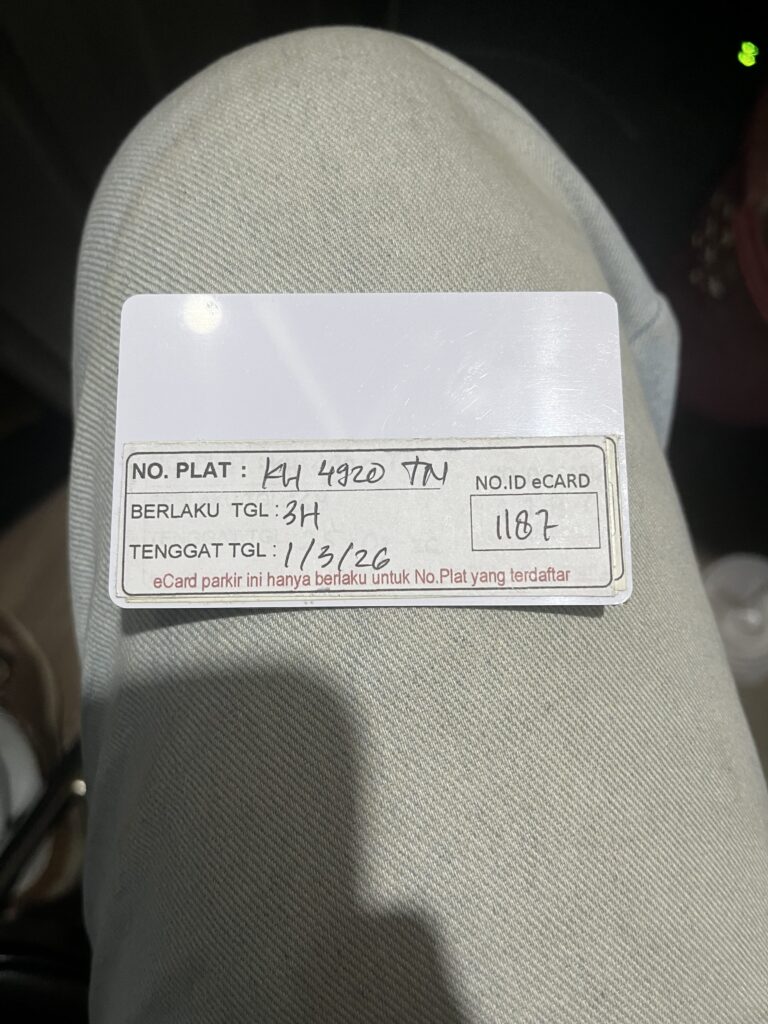 NO. PLAT : KH 4920 TN
NO.ID eCARD
BERLAKU TGL : 3H
1187
TENGGAT TGL : 1/3/26
eCard parkir ini hanya berlaku untuk No.Plat yang terdaftar